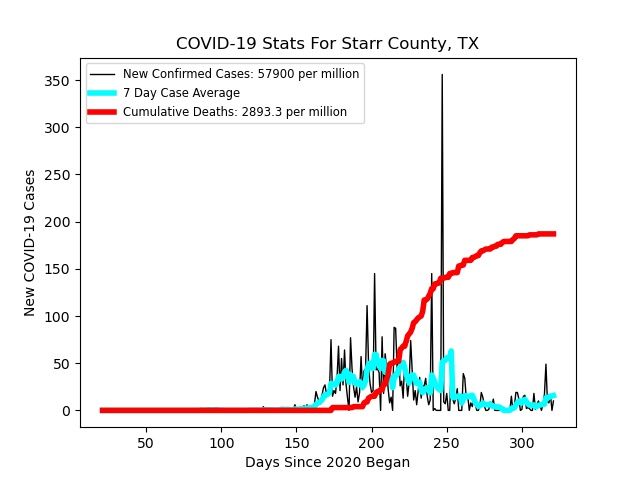 COVID-19 Stats For Starr County, TX
New Confirmed Cases: 57900 per million
7 Day Case Average
Cumulative Deaths: 2893.3 per million
New COVID-19 Cases
350
300
250
200
150
100
50
0
50 100 150 200 250 300
Days Since 2020 Began